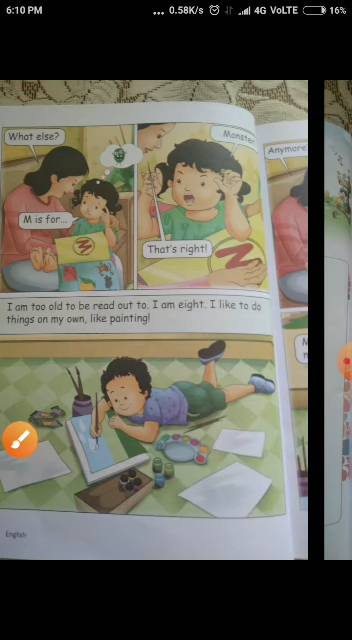 6:10 PM
... 0.58K/s 4G VoLTE 16%
What else?
M is for...
M
Monster
That's right!
M
Anymore
I am too old to be read out to. I am eight. I like to do
things on my own, like painting!
M
English